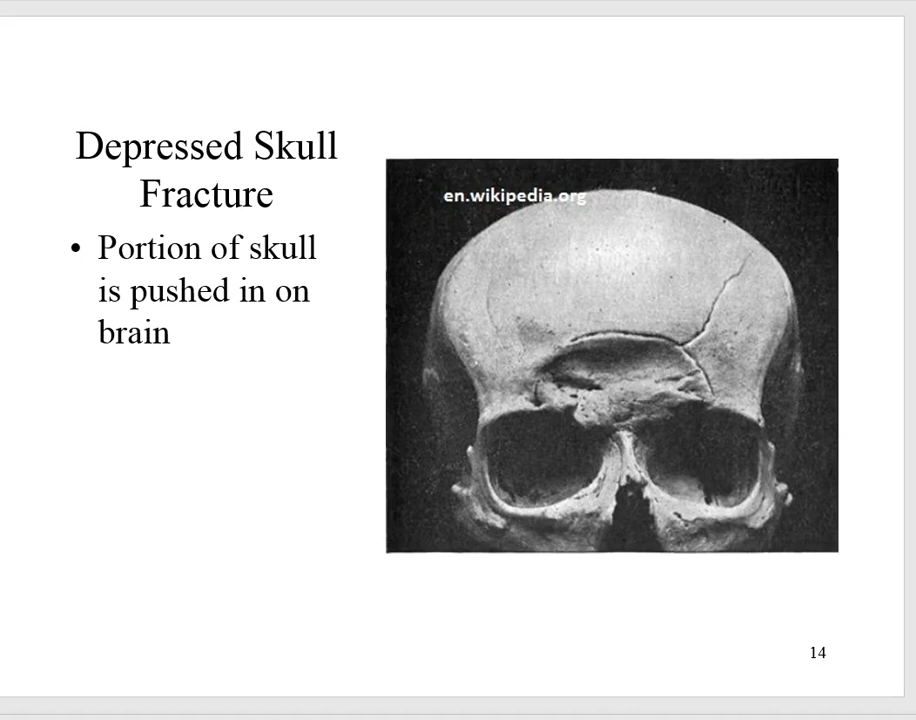 Depressed Skull
Fracture
• Portion of skull
is pushed in on
brain
en.wikipedia.org
14